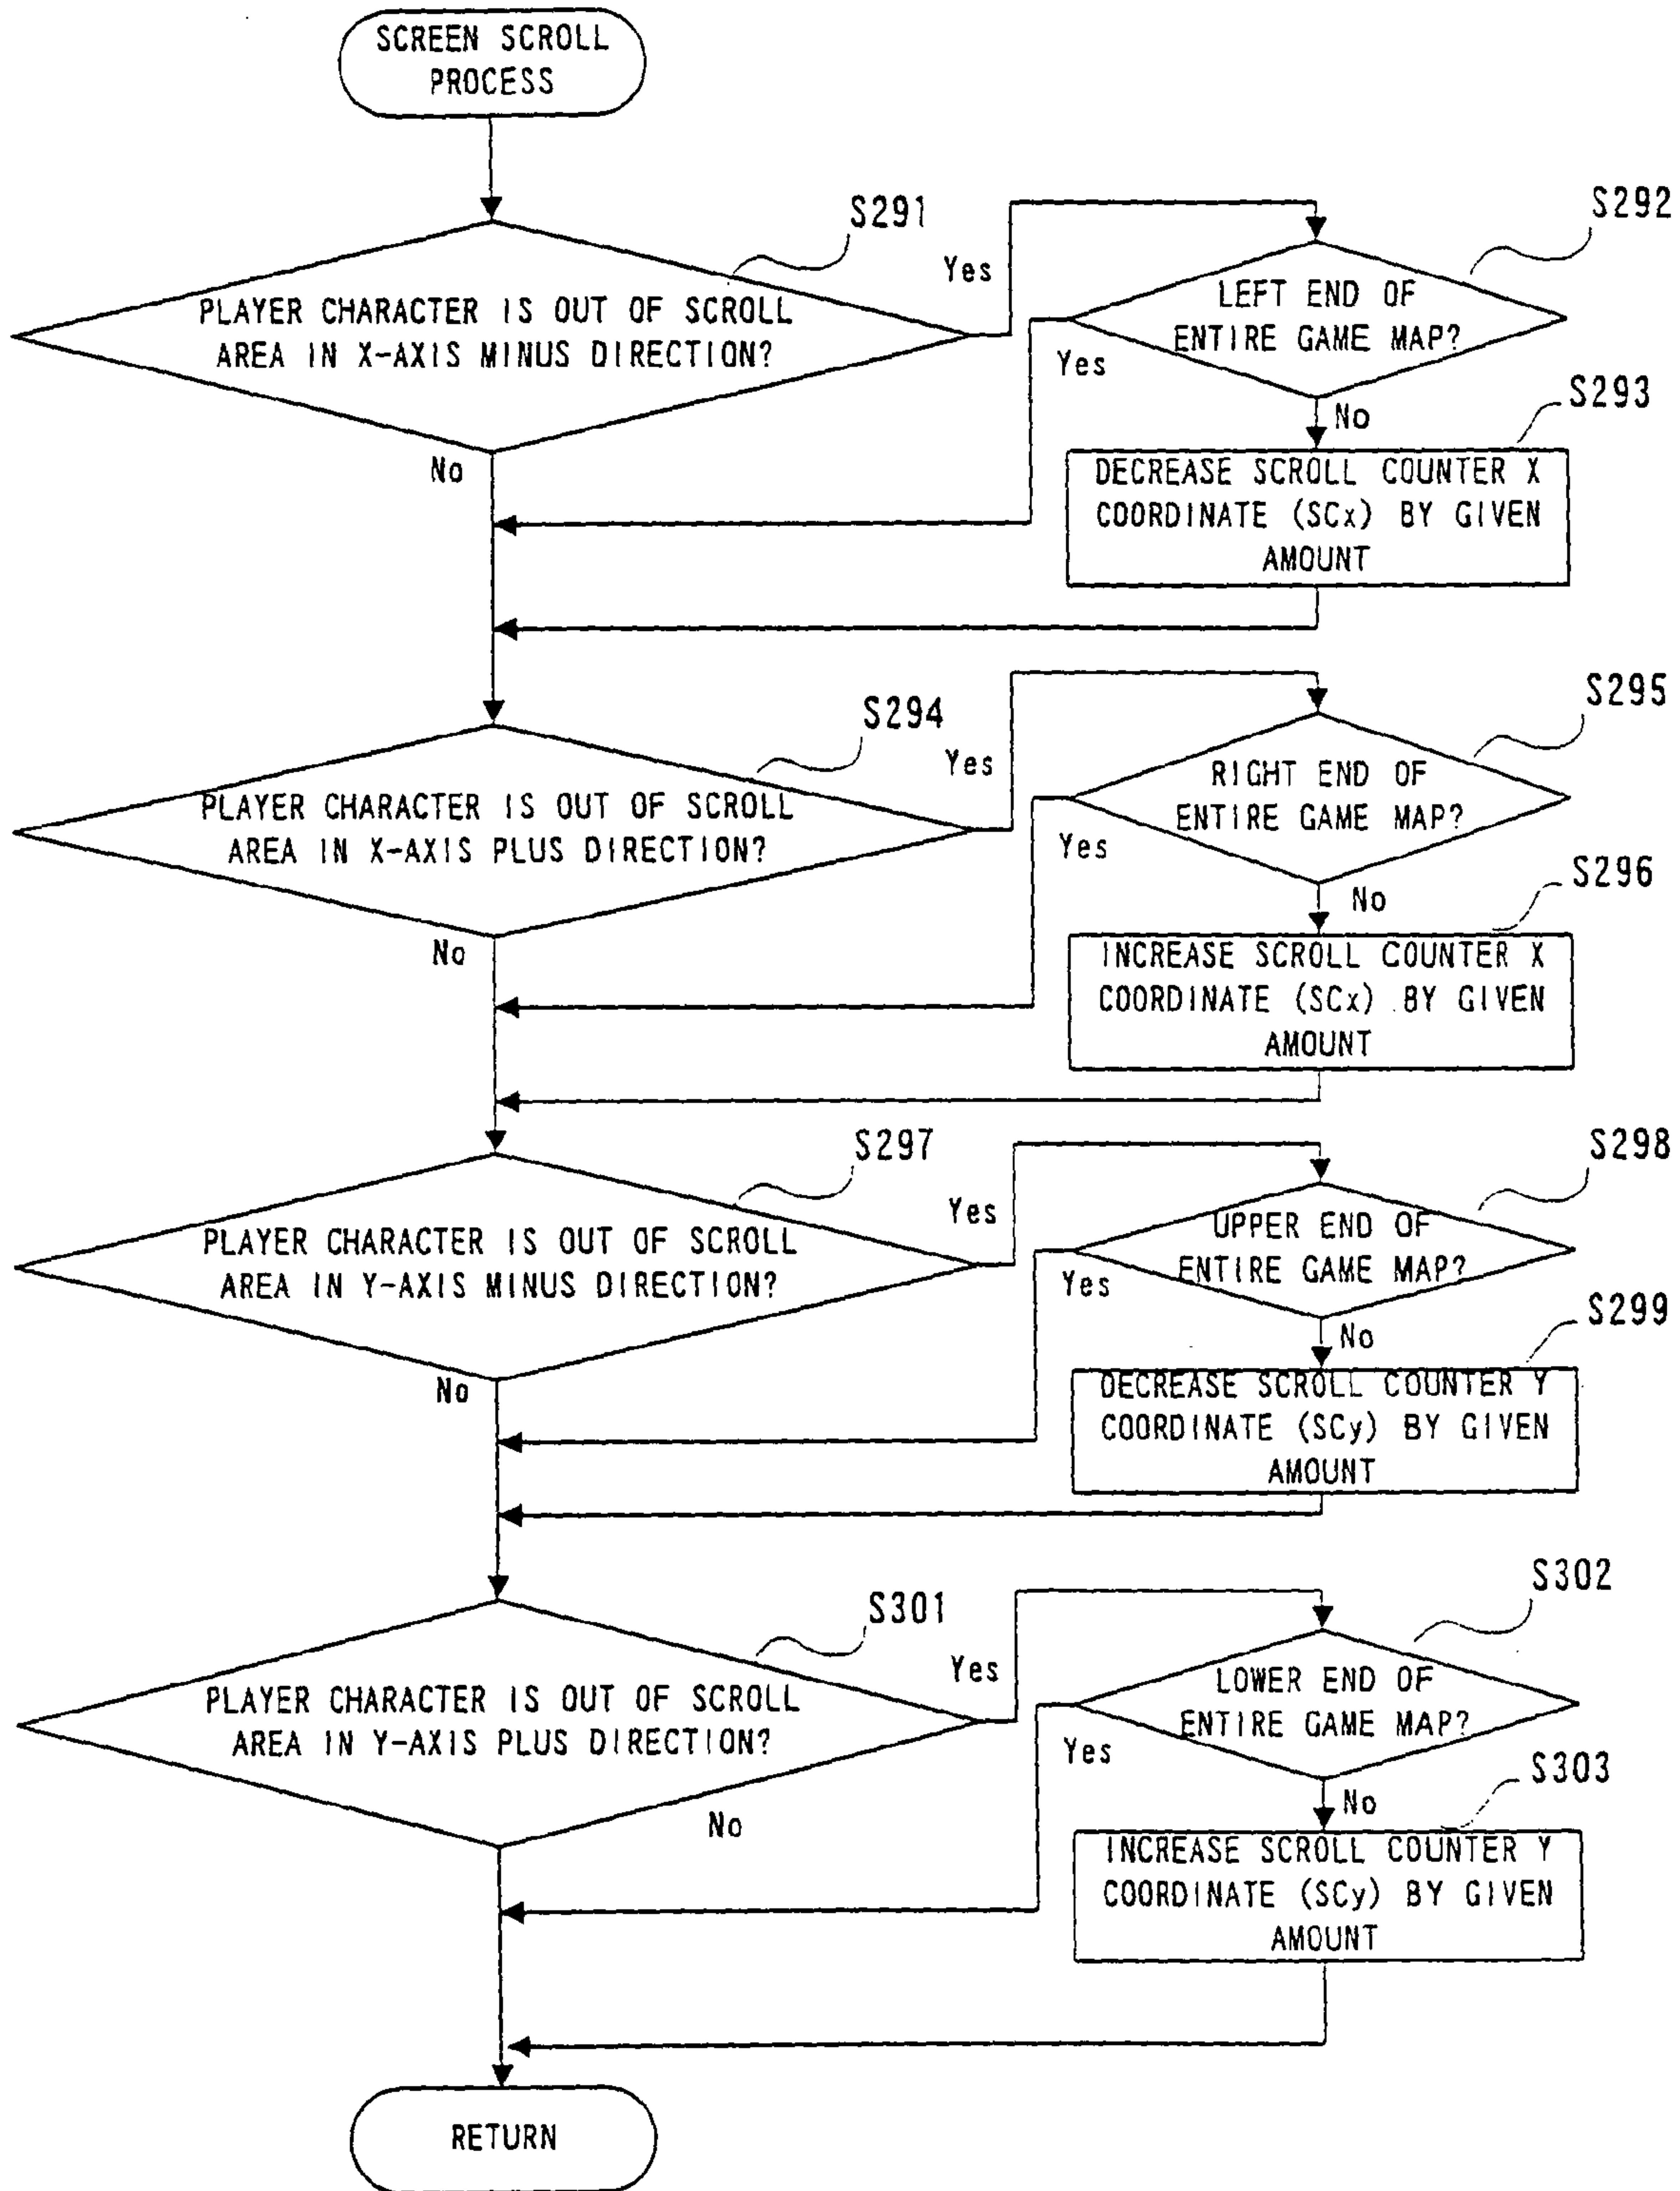 SCREEN SCROLL
PROCESS
S291
S292
Yes
PLAYER CHARACTER IS OUT OF SCROLL
AREA IN X-AXIS MINUS DIRECTION?
LEFT END OF
ENTIRE GAME MAP?
Yes
S293
No
No
DECREASE SCROLL COUNTER X
COORDINATE (SCx) BY GIVEN
AMOUNT
S294
S295
Yes
PLAYER CHARACTER IS OUT OF SCROLL
AREA IN X-AXIS PLUS DIRECTION?
RIGHT END OF
ENTIRE GAME MAP?
Yes
S296
No
No
INCREASE SCROLL COUNTER X
COORDINATE (SCx) BY GIVEN
AMOUNT
S297
S298
Yes
PLAYER CHARACTER IS OUT OF SCROLL
AREA IN Y-AXIS MINUS DIRECTION?
UPPER END OF
ENTIRE GAME MAP?
Yes
S299
No
No
DECREASE SCROLL COUNTER Y
COORDINATE (SCy) BY GIVEN
AMOUNT
S301
S302
Yes
PLAYER CHARACTER IS OUT OF SCROLL
AREA IN Y-AXIS PLUS DIRECTION?
LOWER END OF
ENTIRE GAME MAP?
Yes
S303
No
No
INCREASE SCROLL COUNTER Y
COORDINATE (SCy) BY GIVEN
AMOUNT
RETURN